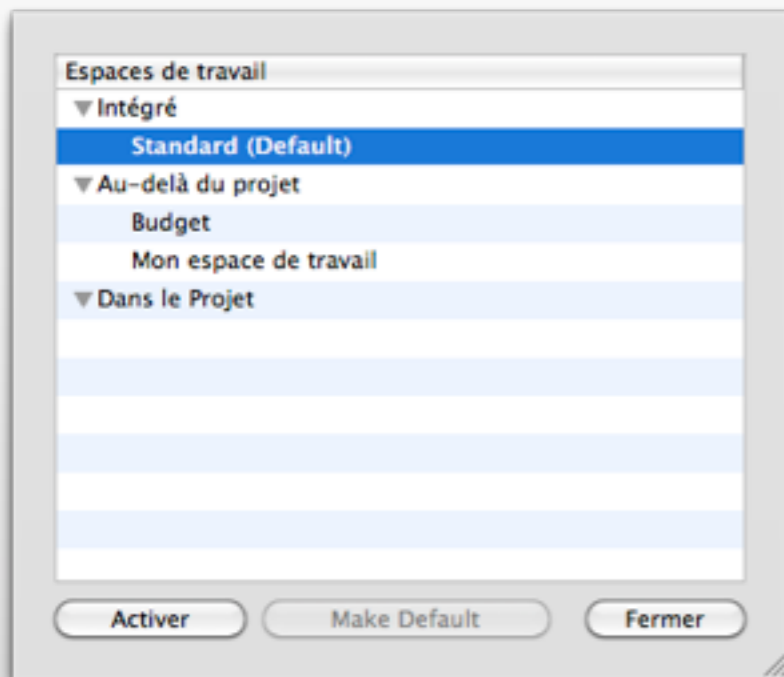 Espaces de travail
Intégré
Standard (Default)
Au-delà du projet
Budget
Mon espace de travail
Dans le Projet
Activer Make Default Fermer